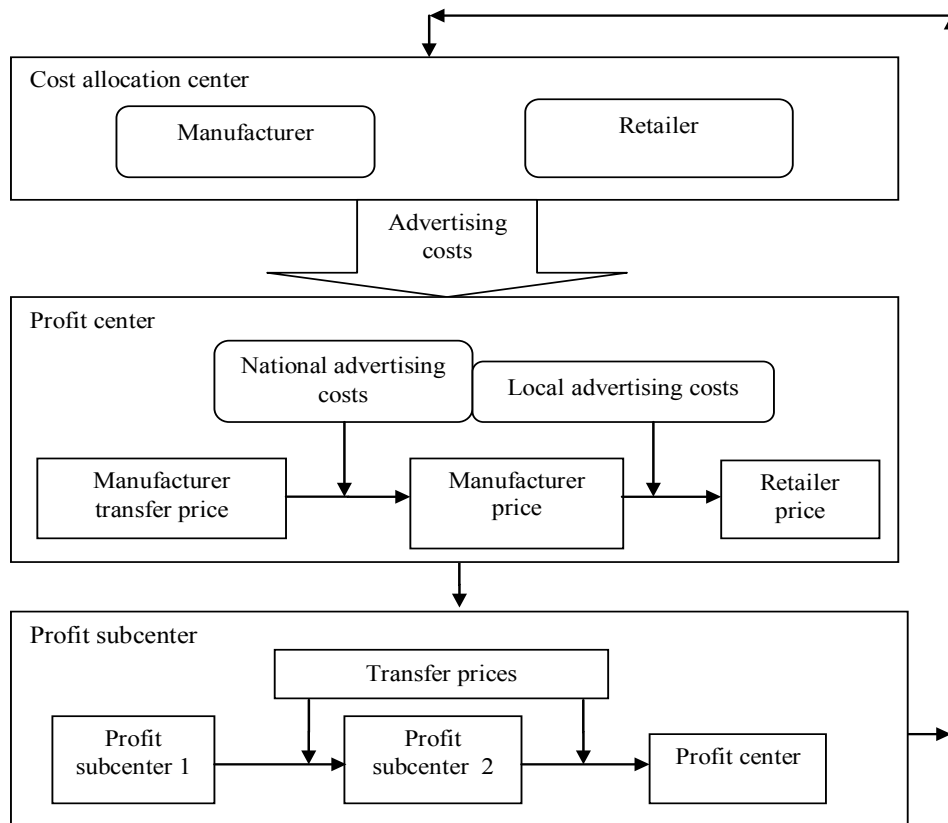 Cost allocation center
Manufacturer
Retailer
Advertising
costs
Profit center
National advertising
costs
Local advertising costs
Manufacturer
transfer price
Manufacturer
price
Retailer
price
Profit subcenter
Transfer prices
Profit
subcenter 1
Profit
subcenter 2
Profit center